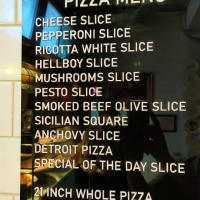 PIZZA MENU
CHEESE SLICE
PEPPERONI SLICE
RICOTTA WHITE SLICE
HELLBOY SLICE
MUSHROOMS SLICE
PESTO SLICE
SMOKED BEEF OLIVE SLICE
SICILIAN SQUARE
ANCHOVY SLICE
DETROIT PIZZA
SPECIAL OF THE DAY SLICE
21 INCH WHOLE PIZZA